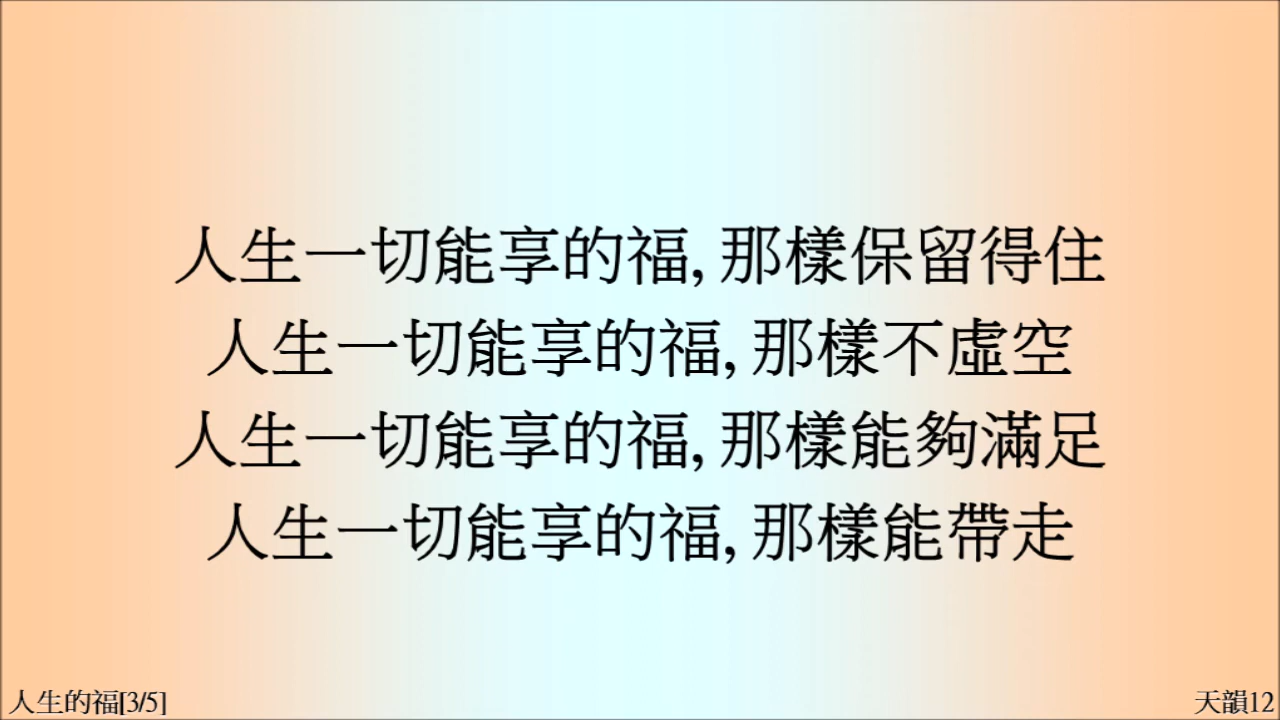 人生一切能享的福, 那樣保留得住
人生一切能享的福, 那樣不虛空
人生一切能享的福, 那樣能夠滿足
人生一切能享的福, 那樣能帶走
人生的福[3/5]
天韻12